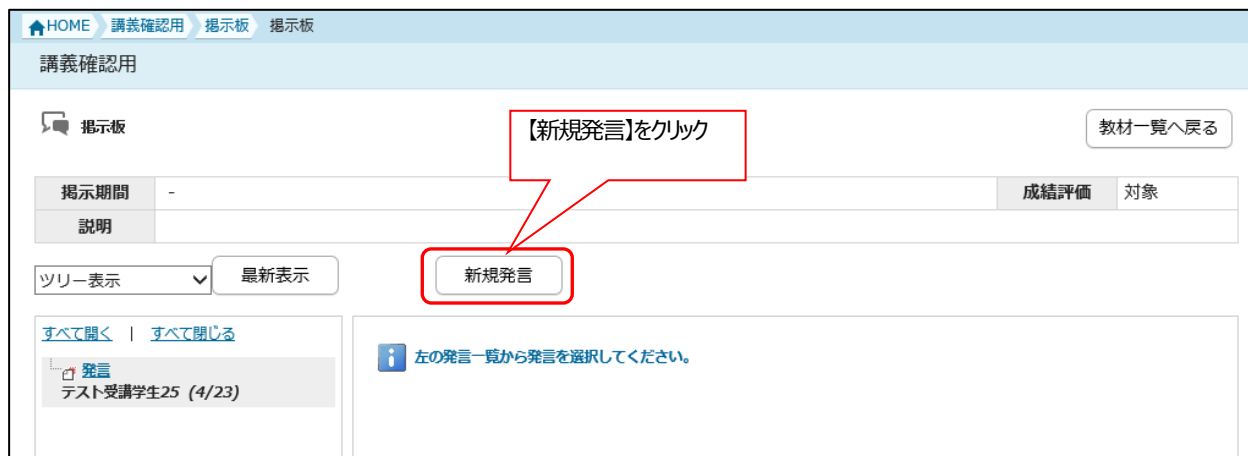 HOME 講義確認用 掲示板 掲示板
講義確認用
掲示板
【新規発言】をクリック
教材一覧へ戻る
掲示期間 - 成績評価 対象
説明
ツリー表示 最新表示 新規発言
すべて開く | すべて閉じる
発言
テスト受講学生25 (4/23)
左の発言一覧から発言を選択してください。